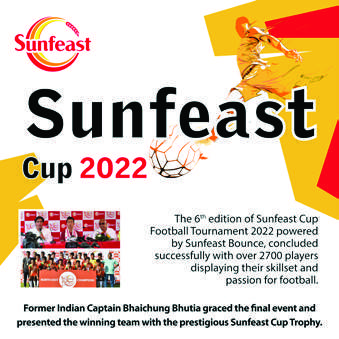 Sunfeast
Sunfeast
Cup 2022
The 6th edition of Sunfeast Cup
Football Tournament 2022 powered
by Sunfeast Bounce, concluded
successfully with over 2700 players
displaying their skillset and
passion for football.
Former Indian Captain Bhaichung Bhutia graced the final event and
presented the winning team with the prestigious Sunfeast Cup Trophy.